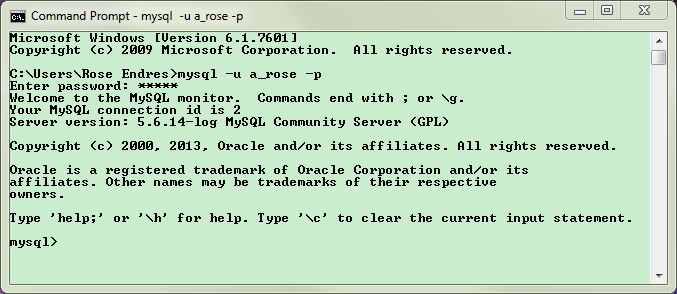 Command Prompt - mysql -u a_rose -p
Microsoft Windows [Version 6.1.7601]
Copyright (c) 2009 Microsoft Corporation.  All rights reserved.
C:\Users\Rose Endres>mysql -u a_rose -p
Enter password: *****
Welcome to the MySQL monitor.  Commands end with ; or \g.
Your MySQL connection id is 2
Server version: 5.6.14-log MySQL Community Server (GPL)
Copyright (c) 2000, 2013, Oracle and/or its affiliates. All rights reserved.
Oracle is a registered trademark of Oracle Corporation and/or its
affiliates. Other names may be trademarks of their respective
owners.
Type 'help;' or '\h' for help. Type '\c' to clear the current input statement.
mysql>